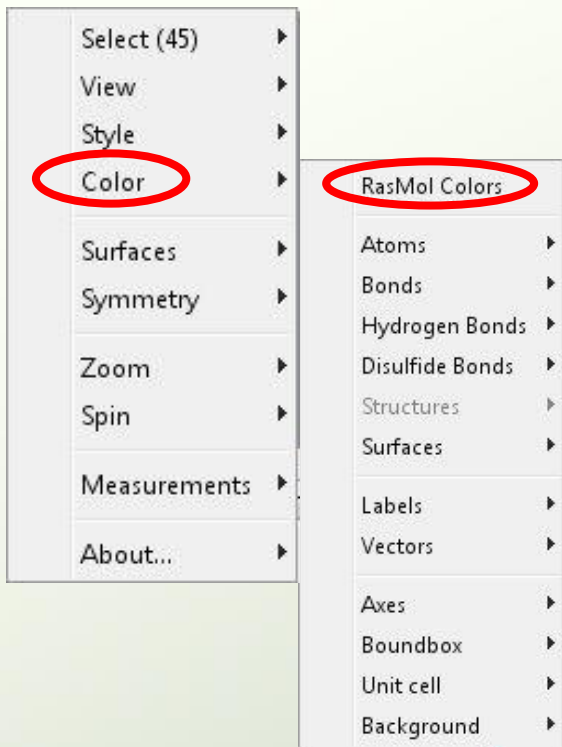 Select (45)
View
Style
Color
Surfaces
Symmetry
Zoom
Spin
Measurements
About...
RasMol Colors
Atoms
Bonds
Hydrogen Bonds
Disulfide Bonds
Structures
Surfaces
Labels
Vectors
Axes
Boundbox
Unit cell
Background